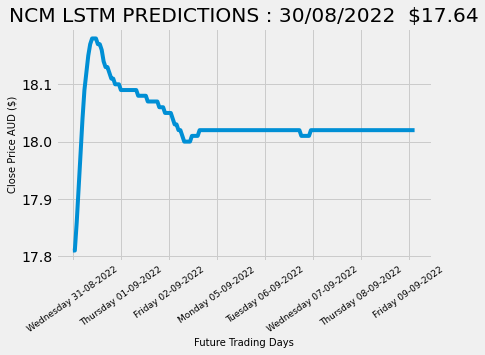 NCM LSTM PREDICTIONS : 30/08/2022 $17.64
Close Price AUD ($)
18.1
18.0
17.9
17.8
Wednesday 31-08-2022
Thursday 01-09-2022
Friday 02-09-2022
Monday 05-09-2022
Tuesday 06-09-2022
Wednesday 07-09-2022
Thursday 08-09-2022
Friday 09-09-2022
Future Trading Days